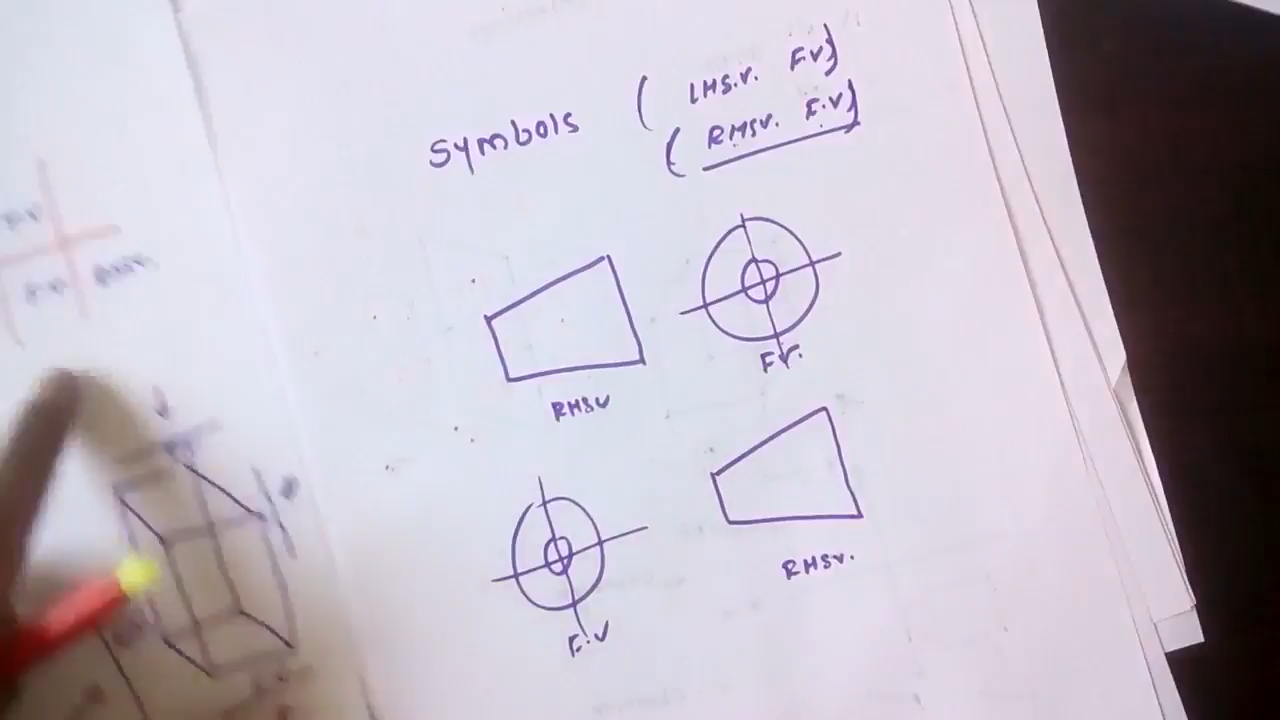 Symbols ( LHS.V. F.V)
( RHSV. F.V)
F.V.
RHSV
RHSV.
F.V